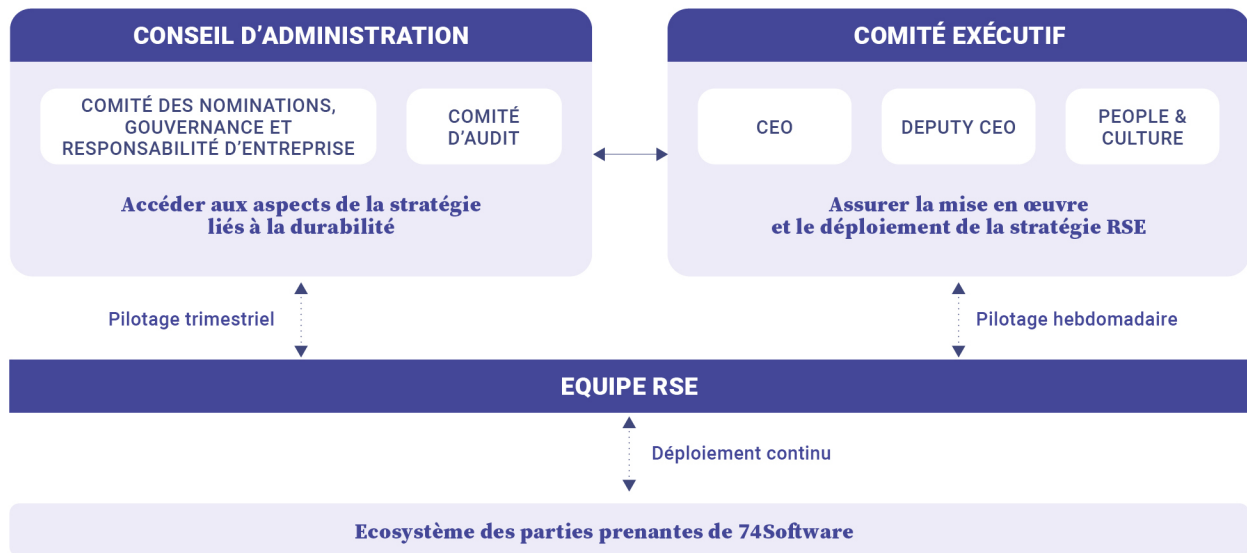 CONSEIL D’ADMINISTRATION
COMITÉ DES NOMINATIONS,
GOUVERNANCE ET
RESPONSABILITÉ D’ENTREPRISE
COMITÉ
D’AUDIT
Accéder aux aspects de la stratégie
liés à la durabilité
COMITÉ EXÉCUTIF
CEO
DEPUTY CEO
PEOPLE &
CULTURE
Assurer la mise en œuvre
et le déploiement de la stratégie RSE
Pilotage trimestriel
Pilotage hebdomadaire
EQUIPE RSE
Déploiement continu
Ecosystème des parties prenantes de 74Software